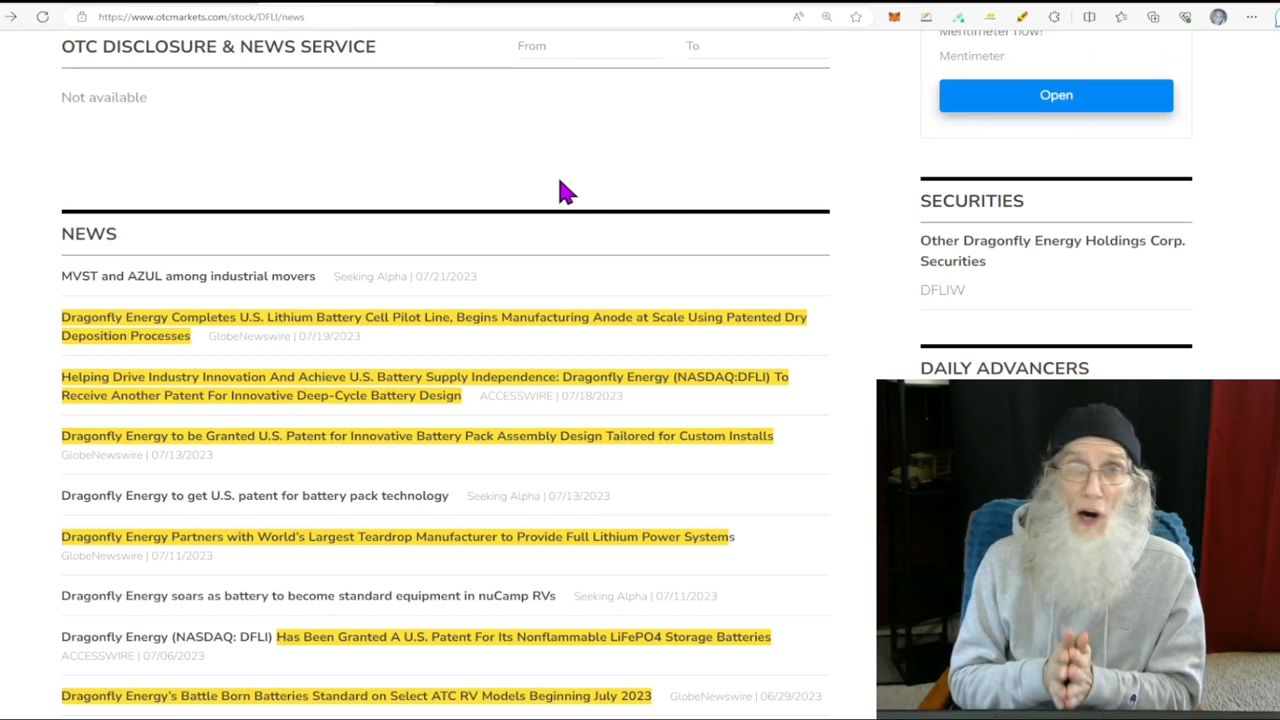 https://www.otcmarkets.com/stock/DFLI/news
OTC DISCLOSURE & NEWS SERVICE
From
To
Not available
NEWS
MVST and AZUL among industrial movers Seeking Alpha | 07/21/2023
Dragonfly Energy Completes U.S. Lithium Battery Cell Pilot Line, Begins Manufacturing Anode at Scale Using Patented Dry
Deposition Processes GlobeNewswire | 07/19/2023
Helping Drive Industry Innovation And Achieve U.S. Battery Supply Independence: Dragonfly Energy (NASDAQ:DFLI) To
Receive Another Patent For Innovative Deep-Cycle Battery Design ACCESSWIRE | 07/18/2023
Dragonfly Energy to be Granted U.S. Patent for Innovative Battery Pack Assembly Design Tailored for Custom Installs
GlobeNewswire | 07/13/2023
Dragonfly Energy to get U.S. patent for battery pack technology Seeking Alpha | 07/13/2023
Dragonfly Energy Partners with World's Largest Teardrop Manufacturer to Provide Full Lithium Power Systems
GlobeNewswire | 07/11/2023
Dragonfly Energy soars as battery to become standard equipment in nuCamp RVs Seeking Alpha | 07/11/2023
Dragonfly Energy (NASDAQ: DFLI) Has Been Granted A U.S. Patent For Its Nonflammable LiFePO4 Storage Batteries
ACCESSWIRE | 07/06/2023
Dragonfly Energy's Battle Born Batteries Standard on Select ATC RV Models Beginning July 2023 GlobeNewswire | 06/29/2023
Mentimeter now!
Mentimeter
Open
SECURITIES
Other Dragonfly Energy Holdings Corp.
Securities
DFLIW
DAILY ADVANCERS